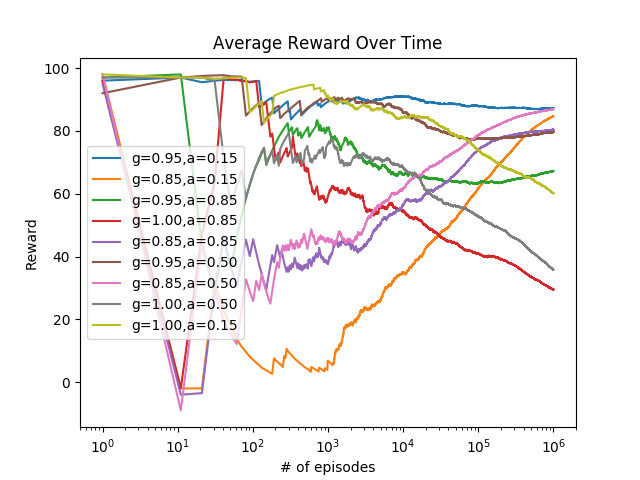 Average Reward Over Time
100
80
60
40
20
0
Reward
g=0.95,a=0.15
g=0.85,a=0.15
g=0.95,a=0.85
g=1.00,a=0.85
g=0.85,a=0.85
g=0.95,a=0.50
g=0.85,a=0.50
g=1.00,a=0.50
g=1.00,a=0.15
10⁰ 10¹ 10² 10³ 10⁴ 10⁵ 10⁶
# of episodes